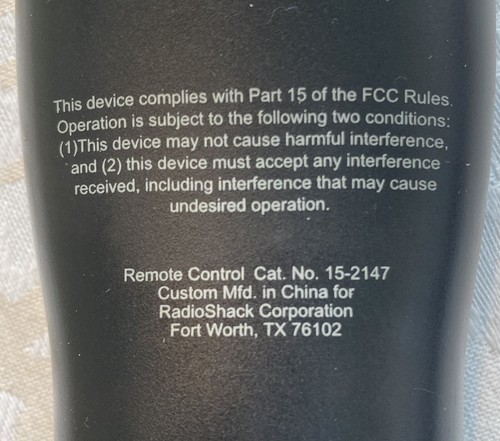 This device complies with Part 15 of the FCC Rules.
Operation is subject to the following two conditions:
(1)This device may not cause harmful interference,
and (2) this device must accept any interference
received, including interference that may cause
undesired operation.
Remote Control Cat. No. 15-2147
Custom Mfd. in China for
RadioShack Corporation
Fort Worth, TX 76102